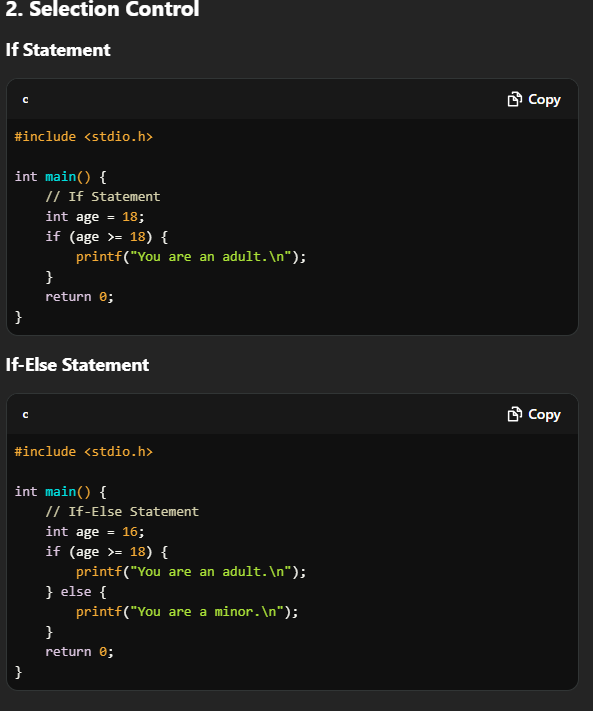 2. Selection Control
If Statement
c
Copy
#include <stdio.h>
int main() {
    // If Statement
    int age = 18;
    if (age >= 18) {
        printf("You are an adult.\n");
    }
    return 0;
}
If-Else Statement
c
Copy
#include <stdio.h>
int main() {
    // If-Else Statement
    int age = 16;
    if (age >= 18) {
        printf("You are an adult.\n");
    } else {
        printf("You are a minor.\n");
    }
    return 0;
}